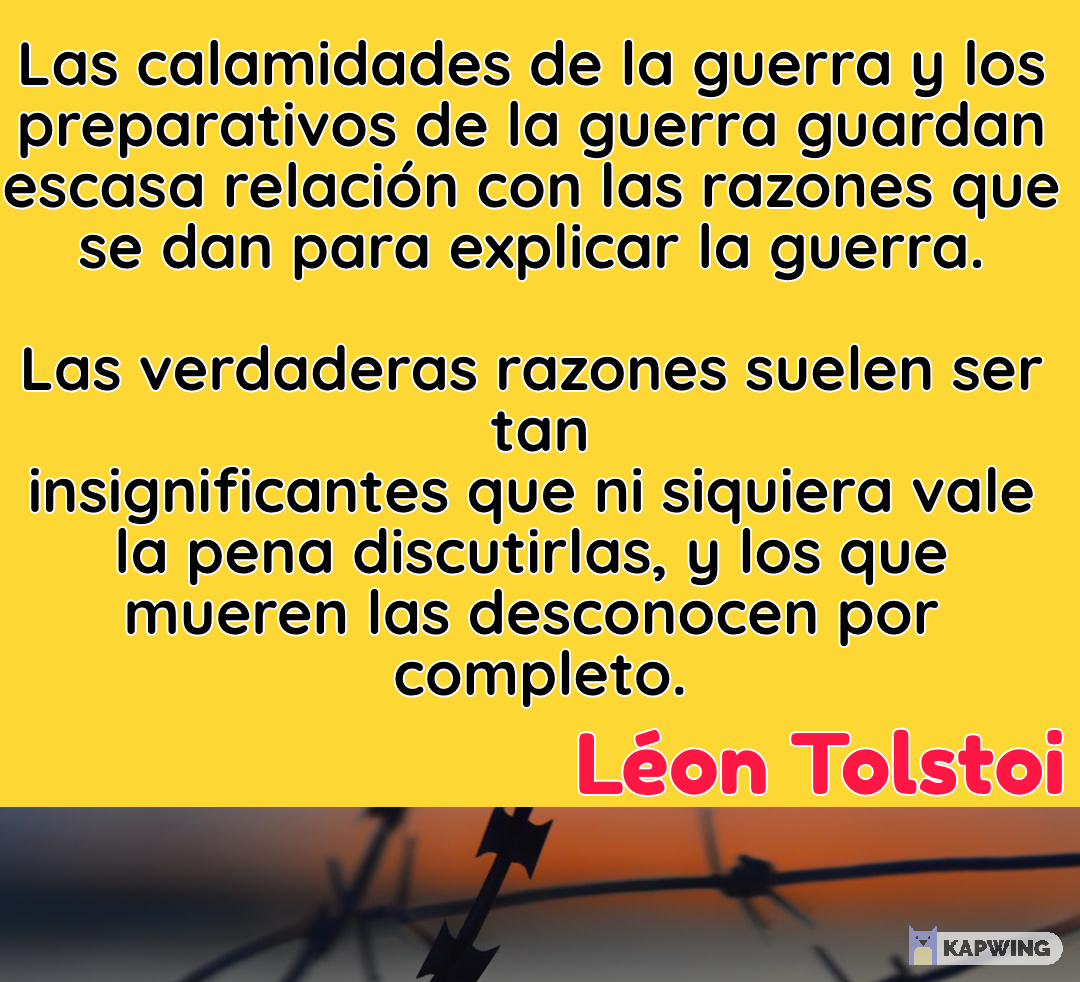 Las calamidades de la guerra y los
preparativos de la guerra guardan
escasa relación con las razones que
se dan para explicar la guerra.
Las verdaderas razones suelen ser
tan
insignificantes que ni siquiera vale
la pena discutirlas, y los que
mueren las desconocen por
completo.
Léon Tolstoi
KAPWING